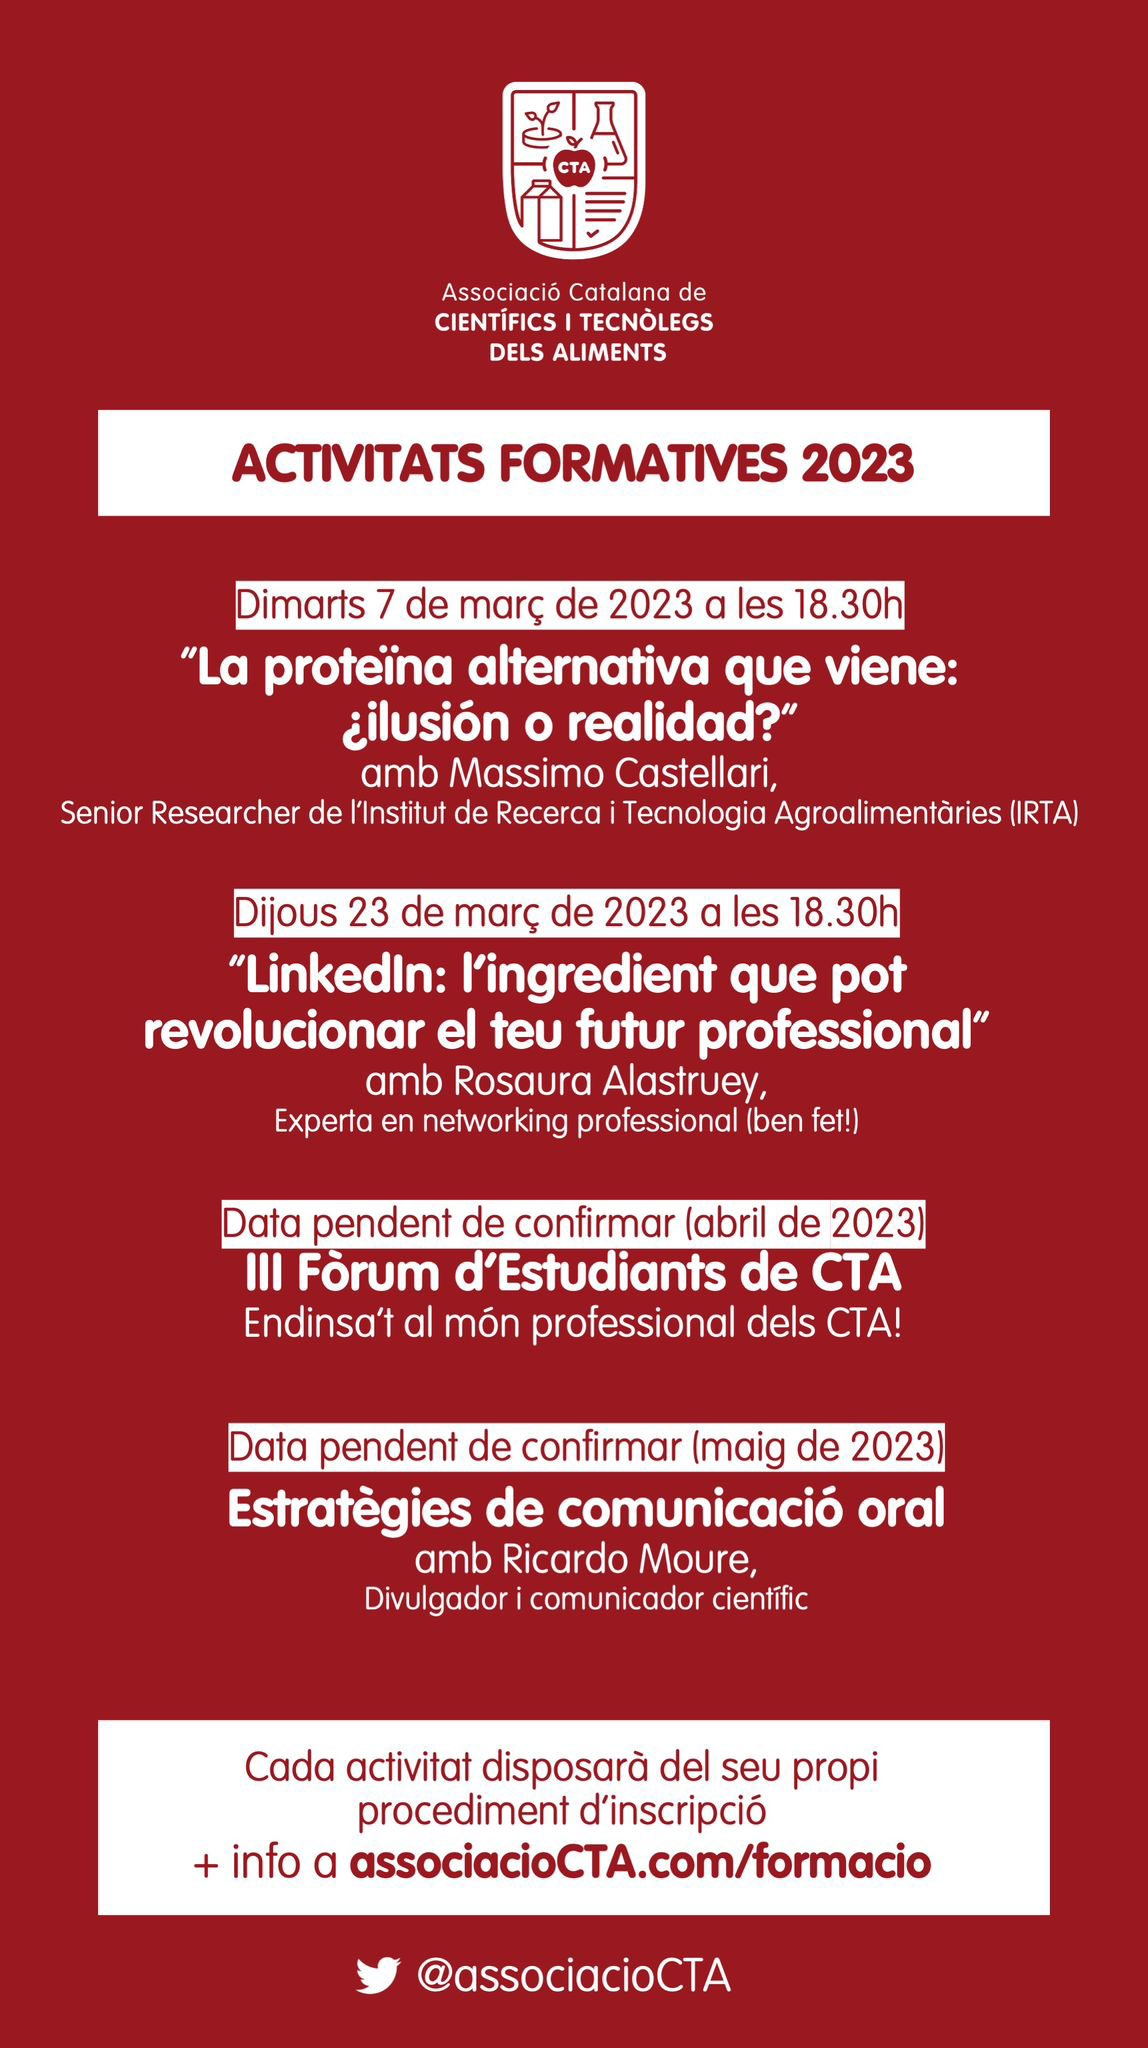 CTA
Associació Catalana de
CIENTÍFICS I TECNÒLEGS
DELS ALIMENTS
ACTIVITATS FORMATIVES 2023
Dimarts 7 de març de 2023 a les 18.30h
"La proteïna alternativa que viene:
¿ilusión o realidad?"
amb Massimo Castellari,
Senior Researcher de l'Institut de Recerca i Tecnologia Agroalimentàries (IRTA)
Dijous 23 de març de 2023 a les 18.30h
"LinkedIn: l'ingredient que pot
revolucionar el teu futur professional"
amb Rosaura Alastruey,
Experta en networking professional (ben fet!)
Data pendent de confirmar (abril de 2023)
III Fòrum d'Estudiants de CTA
Endinsa't al món professional dels CTA!
Data pendent de confirmar (maig de 2023)
Estratègies de comunicació oral
amb Ricardo Moure,
Divulgador i comunicador científic
Cada activitat disposarà del seu propi
procediment d'inscripció
+ info a associacioCTA.com/formacio
@associacioCTA